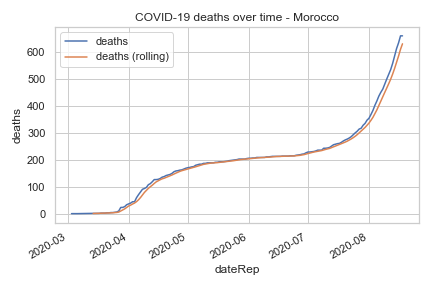 COVID-19 deaths over time - Morocco
deaths
deaths (rolling)
deaths
600
500
400
300
200
100
0
2020-03
2020-04
2020-05
2020-06
2020-07
2020-08
dateRep